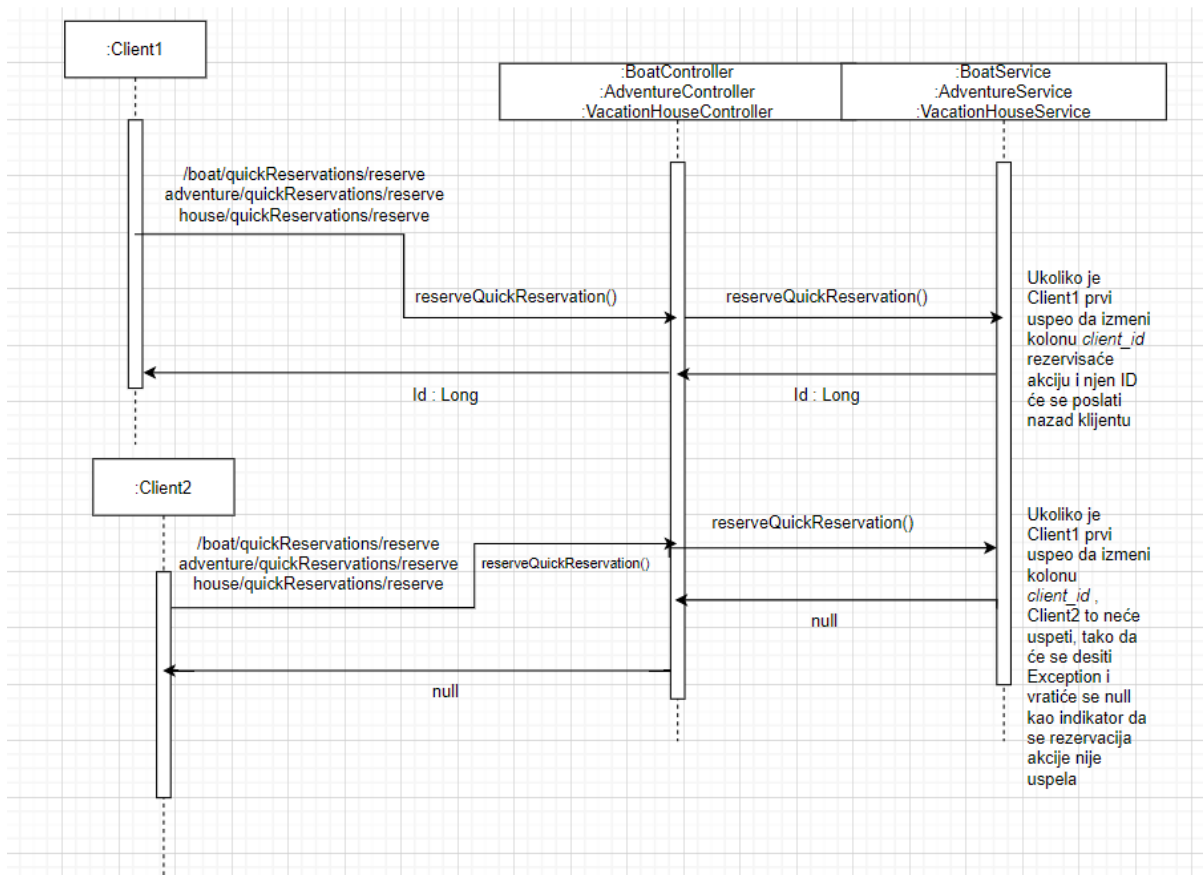 :Client1
:BoatController
:AdventureController
:VacationHouseController
:BoatService
:AdventureService
:VacationHouseService
/boat/quickReservations/reserve
adventure/quickReservations/reserve
house/quickReservations/reserve
reserveQuickReservation()
reserveQuickReservation()
Id : Long
Id : Long
Ukoliko je
Client1 prvi
uspeo da izmeni
kolonu client_id
rezervisaće
akciju i njen ID
će se poslati
nazad klijentu
:Client2
/boat/quickReservations/reserve
adventure/quickReservations/reserve
house/quickReservations/reserve
reserveQuickReservation()
reserveQuickReservation()
null
null
Ukoliko je
Client1 prvi
uspeo da izmeni
kolonu
client_id ,
Client2 to neće
uspeti, tako da
će se desiti
Exception i
vratiće se null
kao indikator da
se rezervacija
akcije nije
uspela